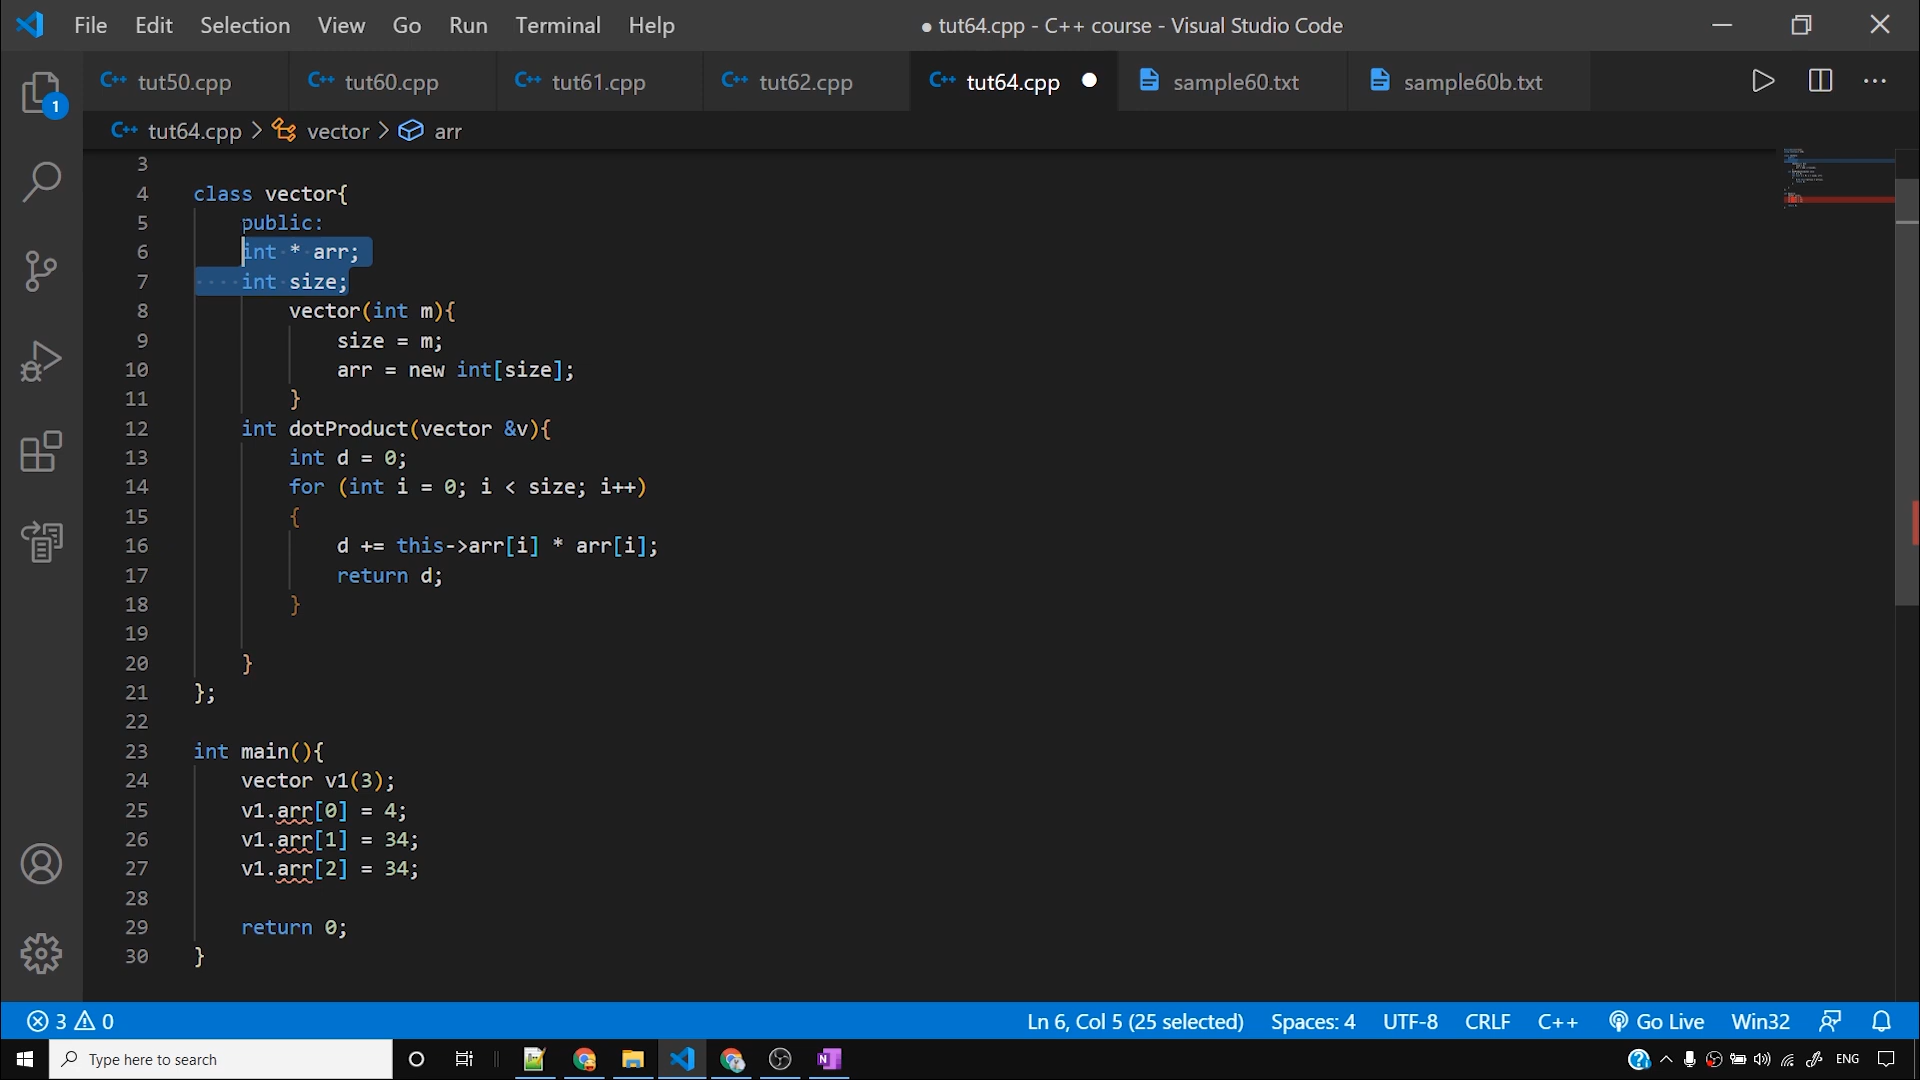 File Edit Selection View Go Run Terminal Help ● tut64.cpp - C++ course - Visual Studio Code
C++ tut50.cpp C++ tut60.cpp C++ tut61.cpp C++ tut62.cpp C++ tut64.cpp sample60.txt sample60b.txt
1
C++ tut64.cpp > vector > arr
3
4 class vector{
5 public:
6 int * arr;
7 int size;
8 vector(int m){
9 size = m;
10 arr = new int[size];
11 }
12 int dotProduct(vector &v){
13 int d = 0;
14 for (int i = 0; i < size; i++)
15 {
16 d += this->arr[i] * arr[i];
17 return d;
18 }
19
20 }
21 };
22
23 int main(){
24 vector v1(3);
25 v1.arr[0] = 4;
26 v1.arr[1] = 34;
27 v1.arr[2] = 34;
28
29 return 0;
30 }
3 0 Ln 6, Col 5 (25 selected) Spaces: 4 UTF-8 CRLF C++ Go Live Win32
Type here to search ENG